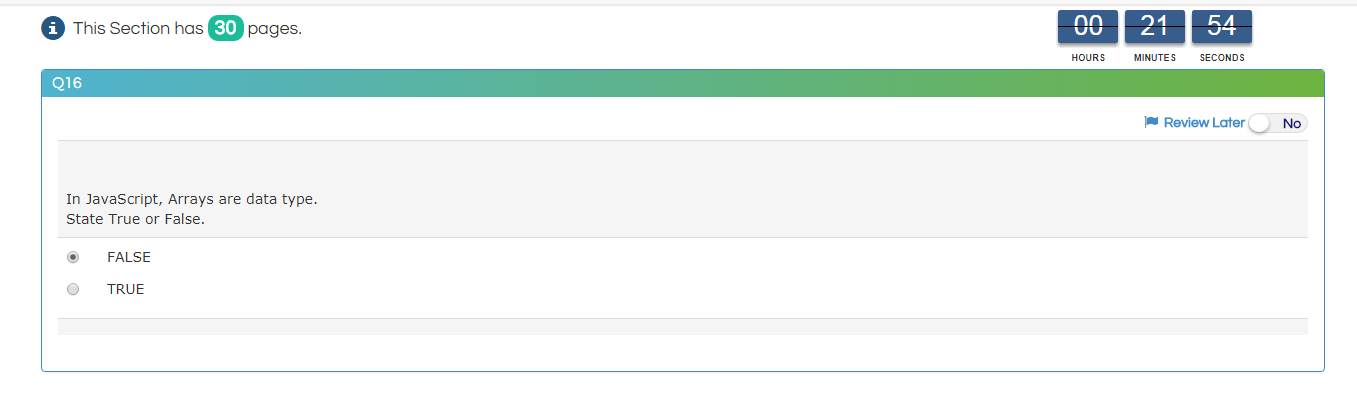 This Section has 30 pages.
00 21 54
HOURS MINUTES SECONDS
Q16
Review Later No
In JavaScript, Arrays are data type.
State True or False.
FALSE
TRUE